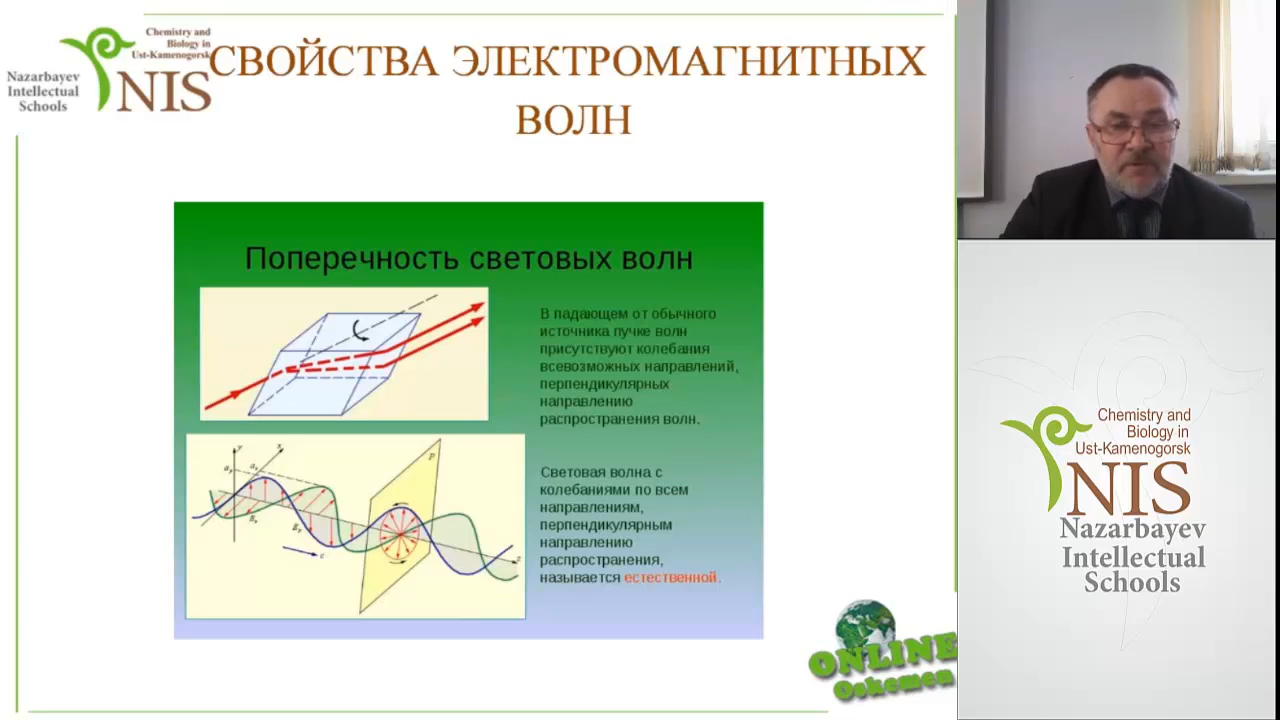 Chemistry and
Biology in
Ust-Kamenogorsk
Nazarbayev
Intellectual
Schools
NIS
СВОЙСТВА ЭЛЕКТРОМАГНИТНЫХ
ВОЛН
Поперечность световых волн
В падающем от обычного
источника пучке волн
присутствуют колебания
всевозможных направлений,
перпендикулярных
направлению
распространения волн.
Световая волна с
колебаниями по всем
направлениям,
перпендикулярным
направлению
распространения,
называется естественной.
y
x
P
z
ONLINE
Oskemen
Chemistry and
Biology in
Ust-Kamenogorsk
NIS
Nazarbayev
Intellectual
Schools